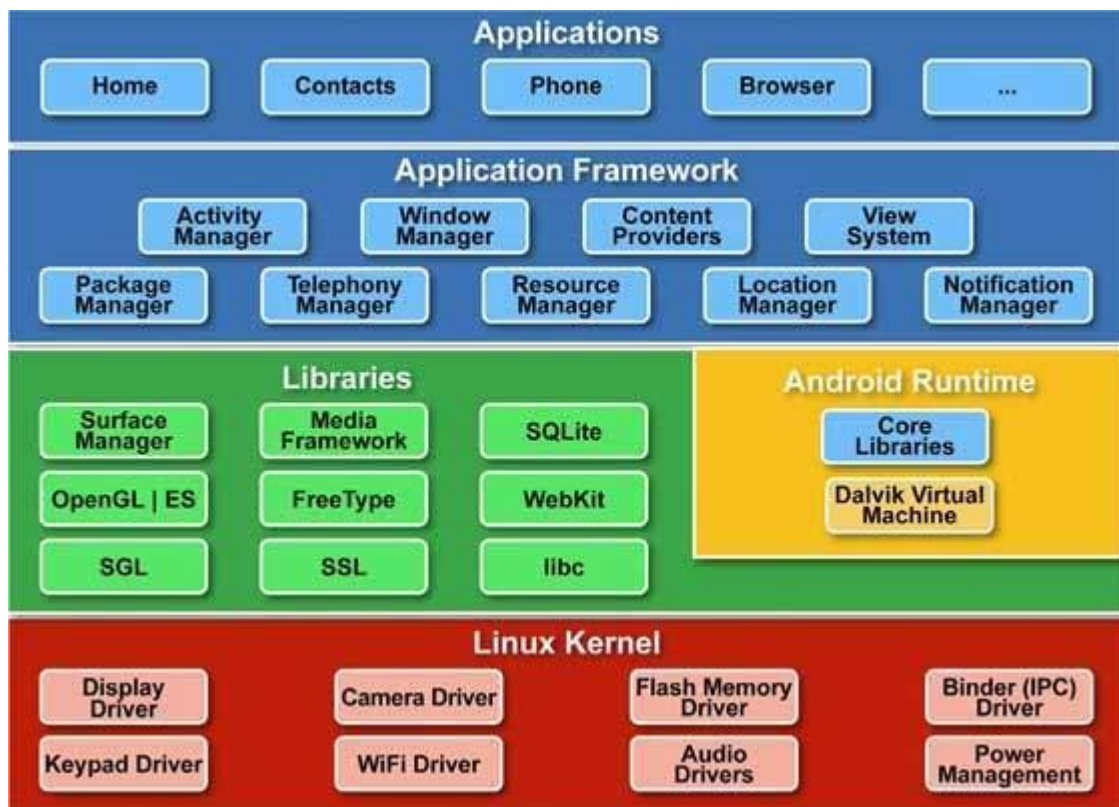 Applications
Home
Contacts
Phone
Browser
...
Application Framework
Activity
Manager
Window
Manager
Content
Providers
View
System
Package
Manager
Telephony
Manager
Resource
Manager
Location
Manager
Notification
Manager
Libraries
Surface
Manager
Media
Framework
SQLite
OpenGL | ES
FreeType
WebKit
SGL
SSL
libc
Android Runtime
Core
Libraries
Dalvik Virtual
Machine
Linux Kernel
Display
Driver
Camera Driver
Flash Memory
Driver
Binder (IPC)
Driver
Keypad Driver
WiFi Driver
Audio
Drivers
Power
Management